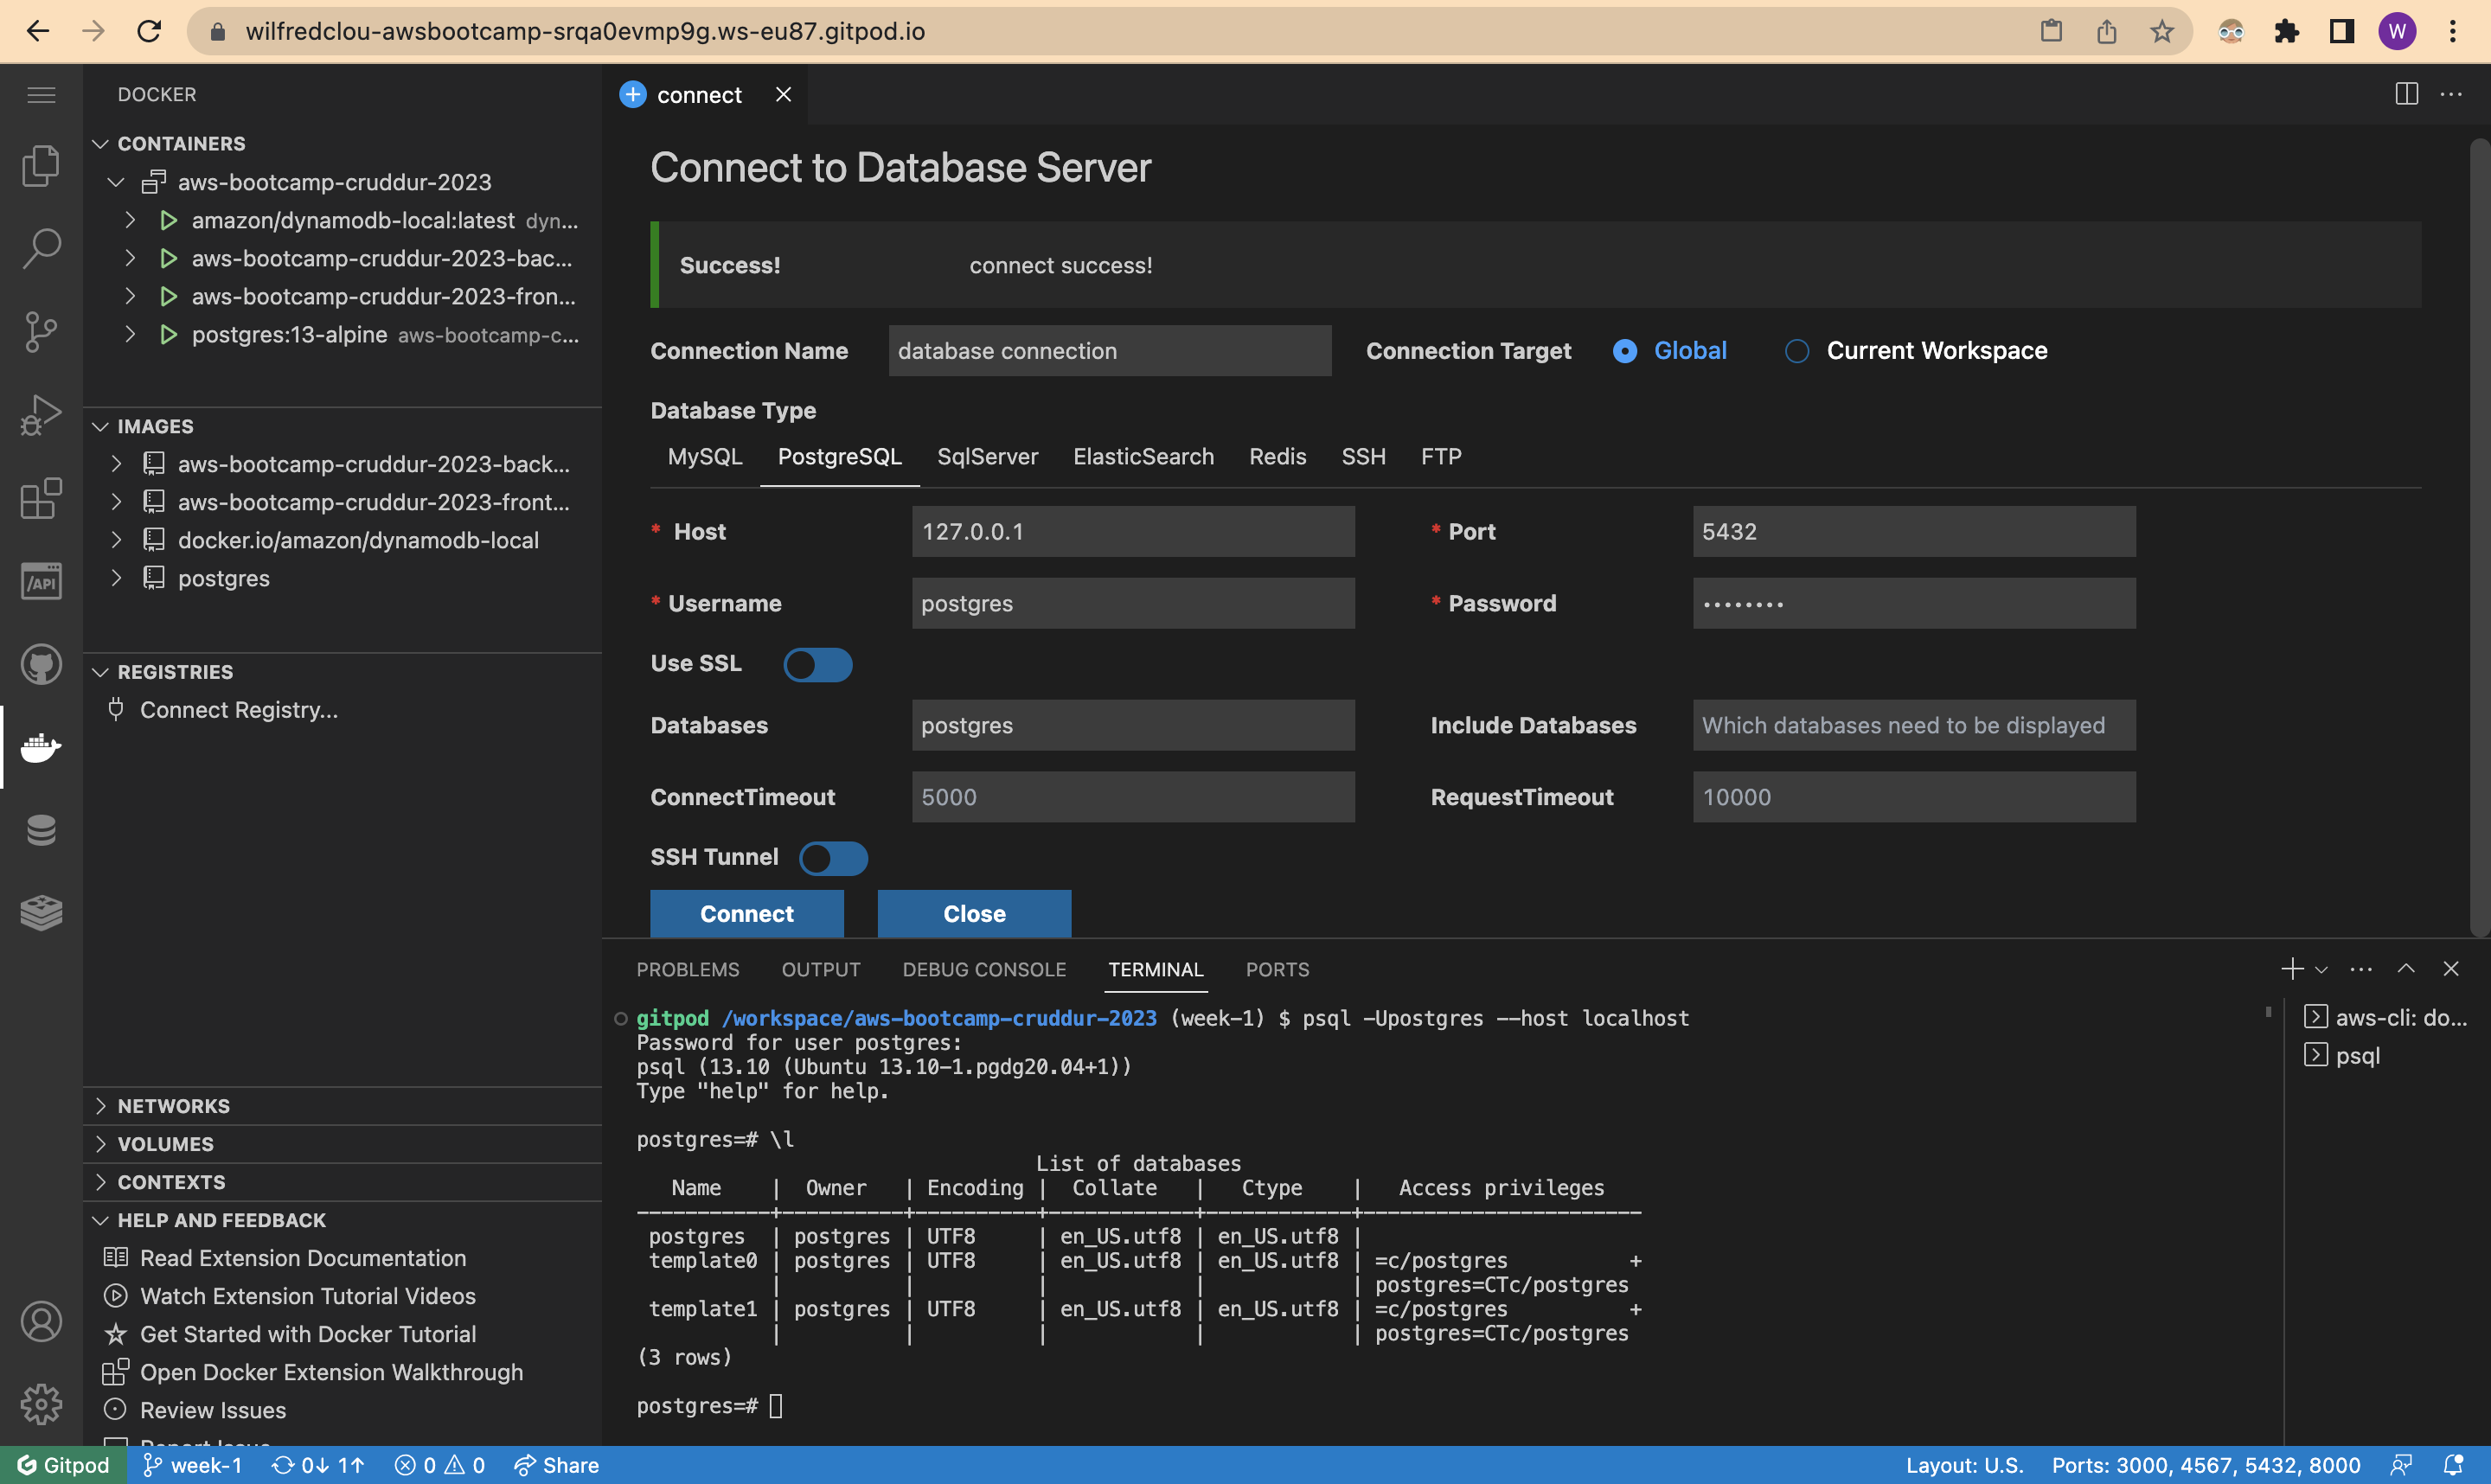 wilfredclou-awsbootcamp-srqa0evmp9g.ws-eu87.gitpod.io
W
DOCKER
CONTAINERS
aws-bootcamp-cruddur-2023
amazon/dynamodb-local:latest dyn...
aws-bootcamp-cruddur-2023-bac...
aws-bootcamp-cruddur-2023-fron...
postgres:13-alpine aws-bootcamp-c...
IMAGES
aws-bootcamp-cruddur-2023-back...
aws-bootcamp-cruddur-2023-front...
docker.io/amazon/dynamodb-local
postgres
REGISTRIES
Connect Registry...
NETWORKS
VOLUMES
CONTEXTS
HELP AND FEEDBACK
Read Extension Documentation
Watch Extension Tutorial Videos
Get Started with Docker Tutorial
Open Docker Extension Walkthrough
Review Issues
Report Issue
/API
connect
Connect to Database Server
Success! connect success!
Connection Name database connection Connection Target Global Current Workspace
Database Type
MySQL PostgreSQL SqlServer ElasticSearch Redis SSH FTP
* Host 127.0.0.1 * Port 5432
* Username postgres * Password ••••••••
Use SSL
Databases postgres Include Databases Which databases need to be displayed
ConnectTimeout 5000 RequestTimeout 10000
SSH Tunnel
Connect Close
PROBLEMS OUTPUT DEBUG CONSOLE TERMINAL PORTS
gitpod /workspace/aws-bootcamp-cruddur-2023 (week-1) $ psql -Upostgres --host localhost
Password for user postgres:
psql (13.10 (Ubuntu 13.10-1.pgdg20.04+1))
Type "help" for help.
postgres=# \l
List of databases
Name | Owner | Encoding | Collate | Ctype | Access privileges
-----------+----------+----------+------------+------------+-----------------------
postgres | postgres | UTF8 | en_US.utf8 | en_US.utf8 |
template0 | postgres | UTF8 | en_US.utf8 | en_US.utf8 | =c/postgres +
| | | | | postgres=CTc/postgres
template1 | postgres | UTF8 | en_US.utf8 | en_US.utf8 | =c/postgres +
| | | | | postgres=CTc/postgres
(3 rows)
postgres=#
aws-cli: do...
psql
Gitpod week-1 0↓ 1↑ 0 0 Share Layout: U.S. Ports: 3000, 4567, 5432, 8000